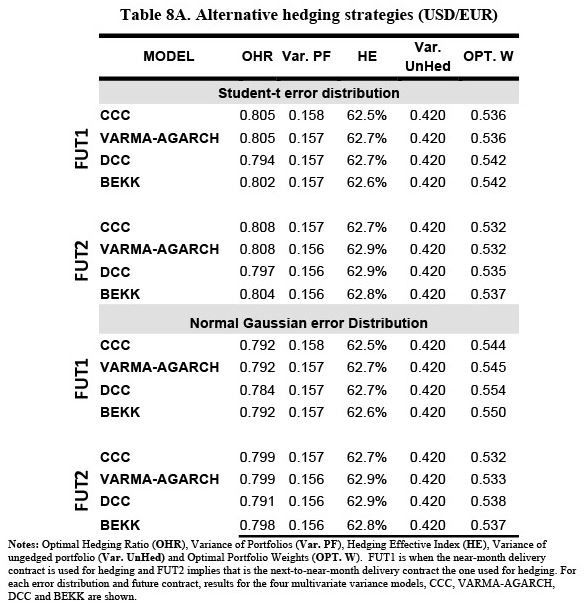 Table 8A. Alternative hedging strategies (USD/EUR)
MODEL OHR Var. PF HE Var. UnHed OPT. W
Student-t error distribution
FUT1
CCC 0.805 0.158 62.5% 0.420 0.536
VARMA-AGARCH 0.805 0.157 62.7% 0.420 0.536
DCC 0.794 0.157 62.7% 0.420 0.542
BEKK 0.802 0.157 62.6% 0.420 0.542
FUT2
CCC 0.808 0.157 62.7% 0.420 0.532
VARMA-AGARCH 0.808 0.156 62.9% 0.420 0.532
DCC 0.797 0.156 62.9% 0.420 0.535
BEKK 0.804 0.156 62.8% 0.420 0.537
Normal Gaussian error Distribution
FUT1
CCC 0.792 0.158 62.5% 0.420 0.544
VARMA-AGARCH 0.792 0.157 62.7% 0.420 0.545
DCC 0.784 0.157 62.7% 0.420 0.554
BEKK 0.792 0.157 62.6% 0.420 0.550
FUT2
CCC 0.799 0.157 62.7% 0.420 0.532
VARMA-AGARCH 0.799 0.156 62.9% 0.420 0.533
DCC 0.791 0.156 62.9% 0.420 0.538
BEKK 0.798 0.156 62.8% 0.420 0.537
Notes: Optimal Hedging Ratio (OHR), Variance of Portfolios (Var. PF), Hedging Effective Index (HE), Variance of
ungedged portfolio (Var. UnHed) and Optimal Portfolio Weights (OPT. W). FUT1 is when the near-month delivery
contract is used for hedging and FUT2 implies that is the next-to-near-month delivery contract the one used for hedging. For
each error distribution and future contract, results for the four multivariate variance models, CCC, VARMA-AGARCH,
DCC and BEKK are shown.